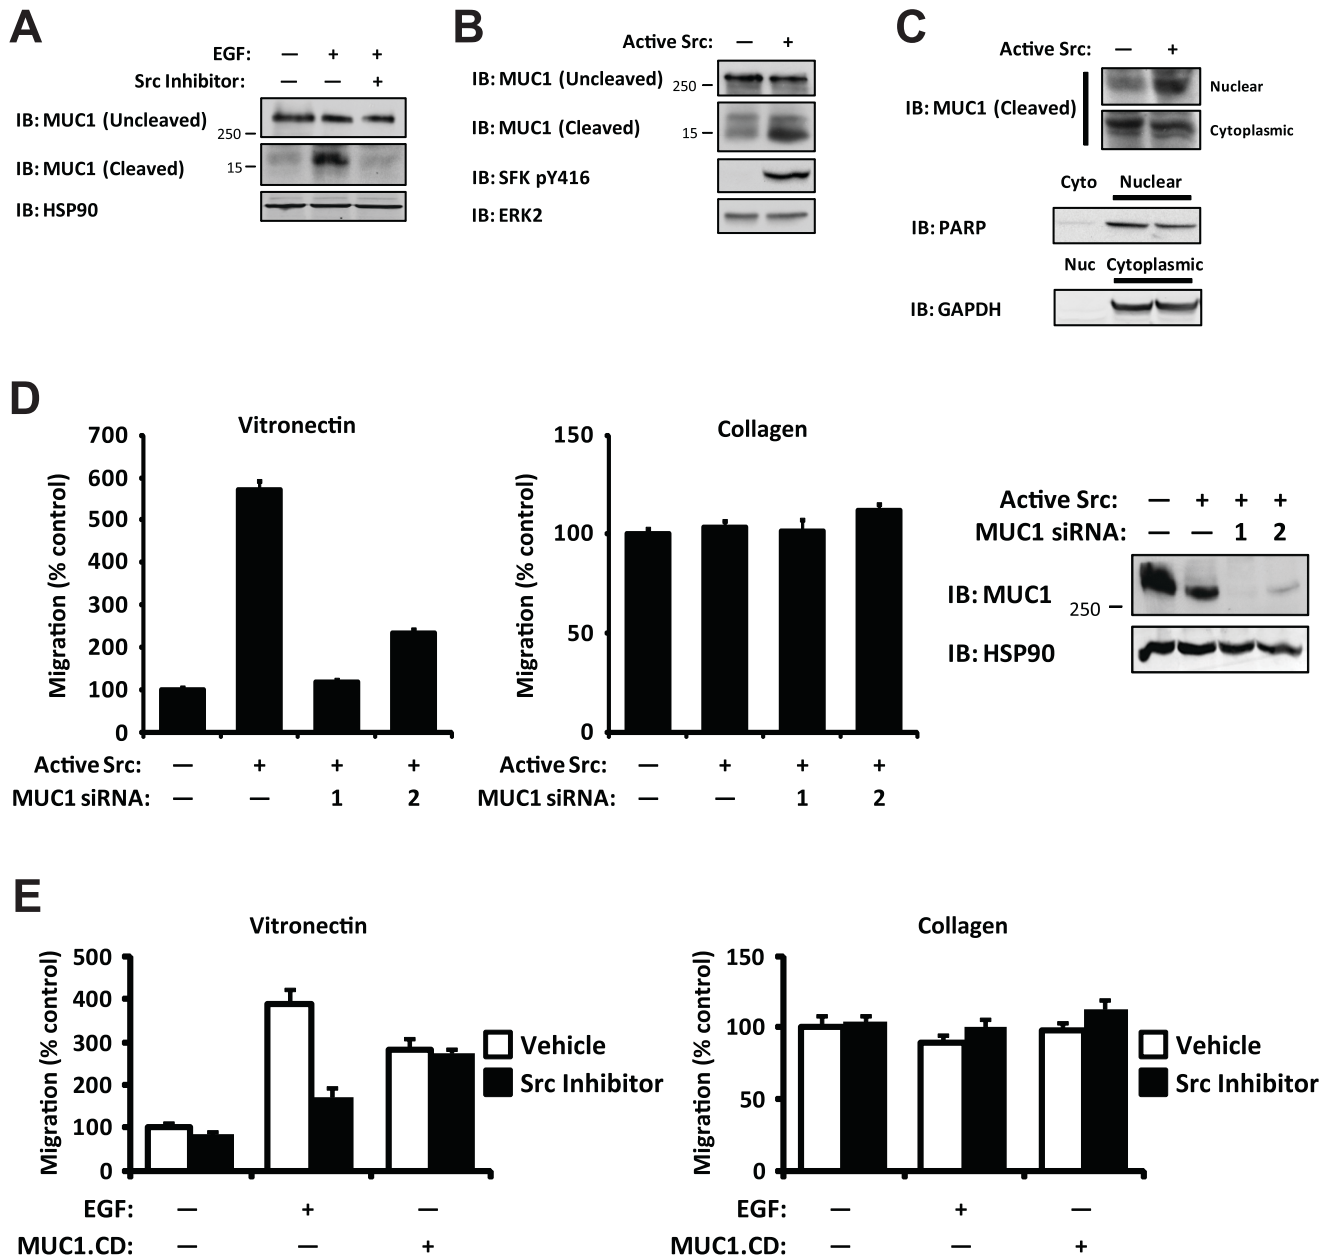 A
EGF: — + +
Src Inhibitor: — — +
IB: MUC1 (Uncleaved)
250 –
IB: MUC1 (Cleaved)
15 –
IB: HSP90
B
Active Src: — +
IB: MUC1 (Uncleaved)
250 –
IB: MUC1 (Cleaved)
15 –
IB: SFK pY416
IB: ERK2
C
Active Src: — +
IB: MUC1 (Cleaved)
Nuclear
Cytoplasmic
Cyto Nuclear
IB: PARP
Nuc Cytoplasmic
IB: GAPDH
D
Vitronectin
Migration (% control)
700
600
500
400
300
200
100
0
Active Src: — + + +
MUC1 siRNA: — — 1 2
Collagen
Migration (% control)
150
100
50
0
Active Src: — + + +
MUC1 siRNA: — — 1 2
Active Src: — + + +
MUC1 siRNA: — — 1 2
IB: MUC1
250 –
IB: HSP90
E
Vitronectin
Migration (% control)
500
400
300
200
100
0
Vehicle
Src Inhibitor
EGF: — + —
MUC1.CD: — — +
Collagen
Migration (% control)
150
100
50
0
Vehicle
Src Inhibitor
EGF: — + —
MUC1.CD: — — +